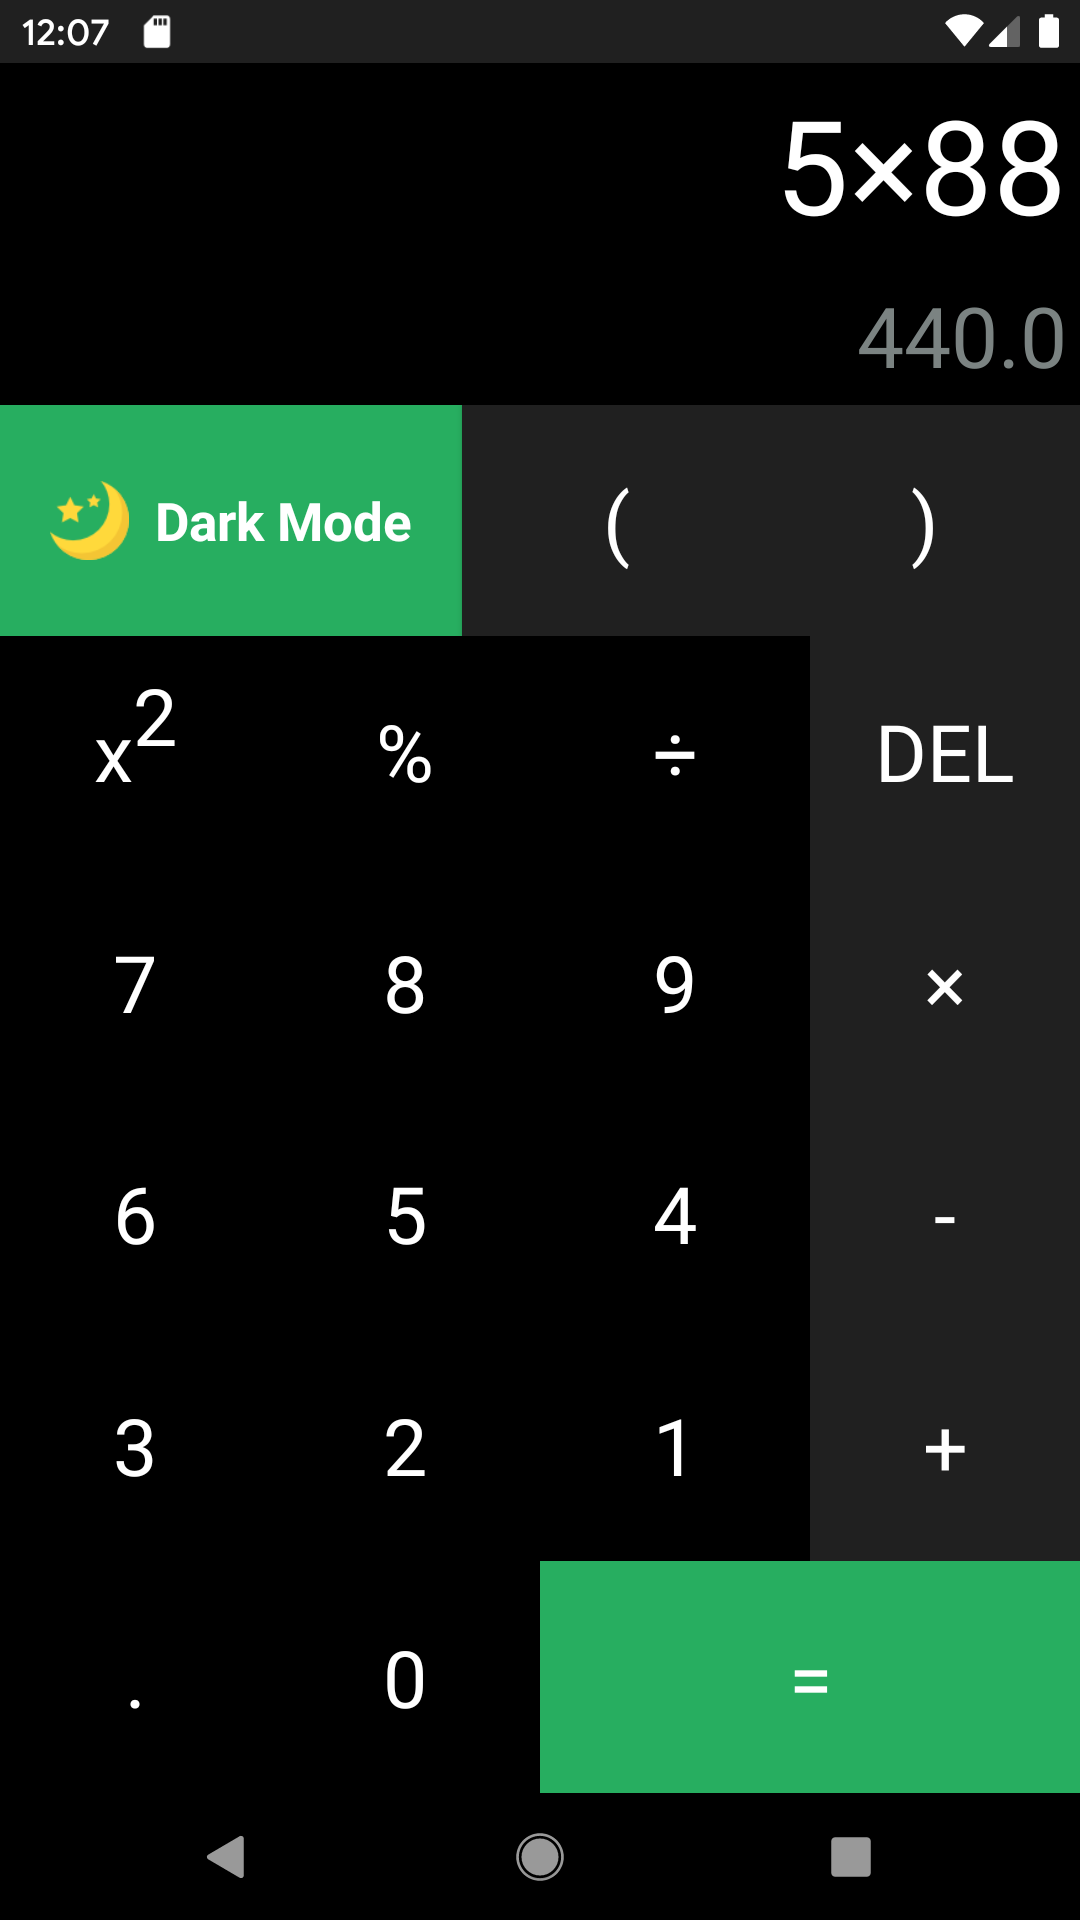 12:07
5×88
440.0
🌙 Dark Mode ( )
x² % ÷ DEL
7 8 9 ×
6 5 4 -
3 2 1 +
. 0 =